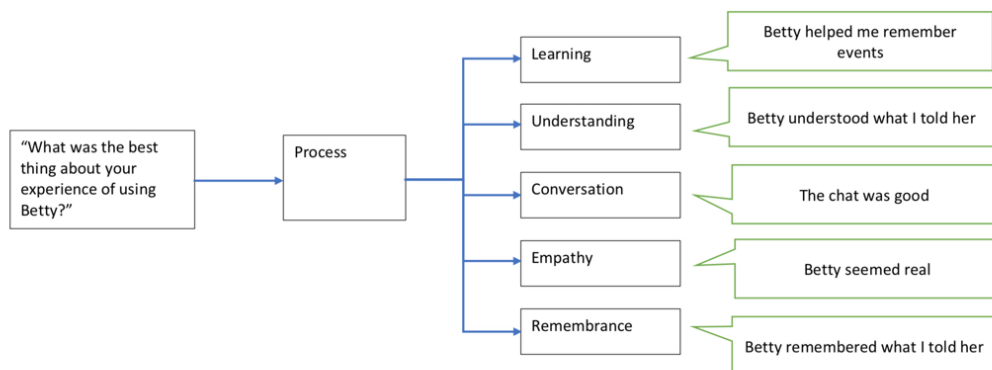 “What was the best
thing about your
experience of using
Betty?”
Process
Learning
Betty helped me remember
events
Understanding
Betty understood what I told her
Conversation
The chat was good
Empathy
Betty seemed real
Remembrance
Betty remembered what I told her